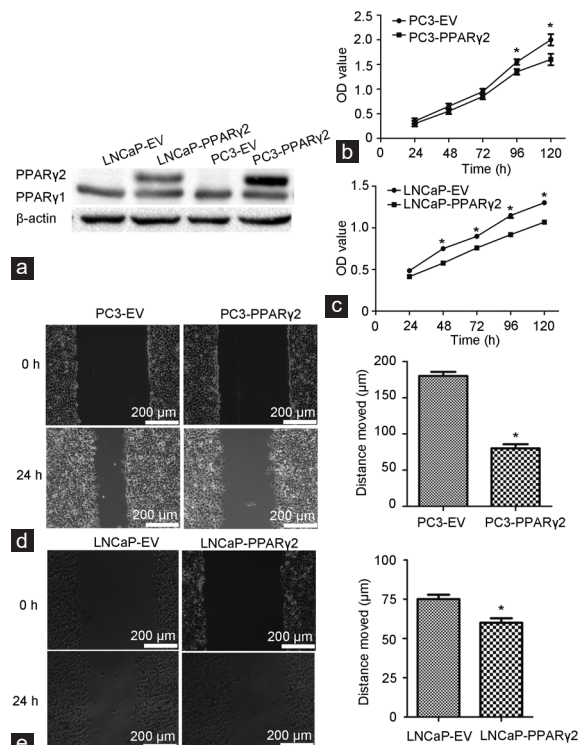 LNCaP-EV
LNCaP-PPARγ2
PC3-EV
PC3-PPARγ2
PPARγ2
PPARγ1
β-actin
a
2.5
2.0
1.5
1.0
0.5
0.0
OD value
PC3-EV
PC3-PPARγ2
*
*
0 24 48 72 96 120
Time (h)
b
1.5
1.0
0.5
0.0
OD value
LNCaP-EV
LNCaP-PPARγ2
* * * *
0 24 48 72 96 120
Time (h)
c
PC3-EV PC3-PPARγ2
0 h
200 µm 200 µm
24 h
200 µm 200 µm
d
200
150
100
50
0
Distance moved (µm)
*
PC3-EV PC3-PPARγ2
LNCaP-EV LNCaP-PPARγ2
0 h
200 µm 200 µm
24 h
200 µm 200 µm
e
100
75
50
25
0
Distance moved (µm)
*
LNCaP-EV LNCaP-PPARγ2